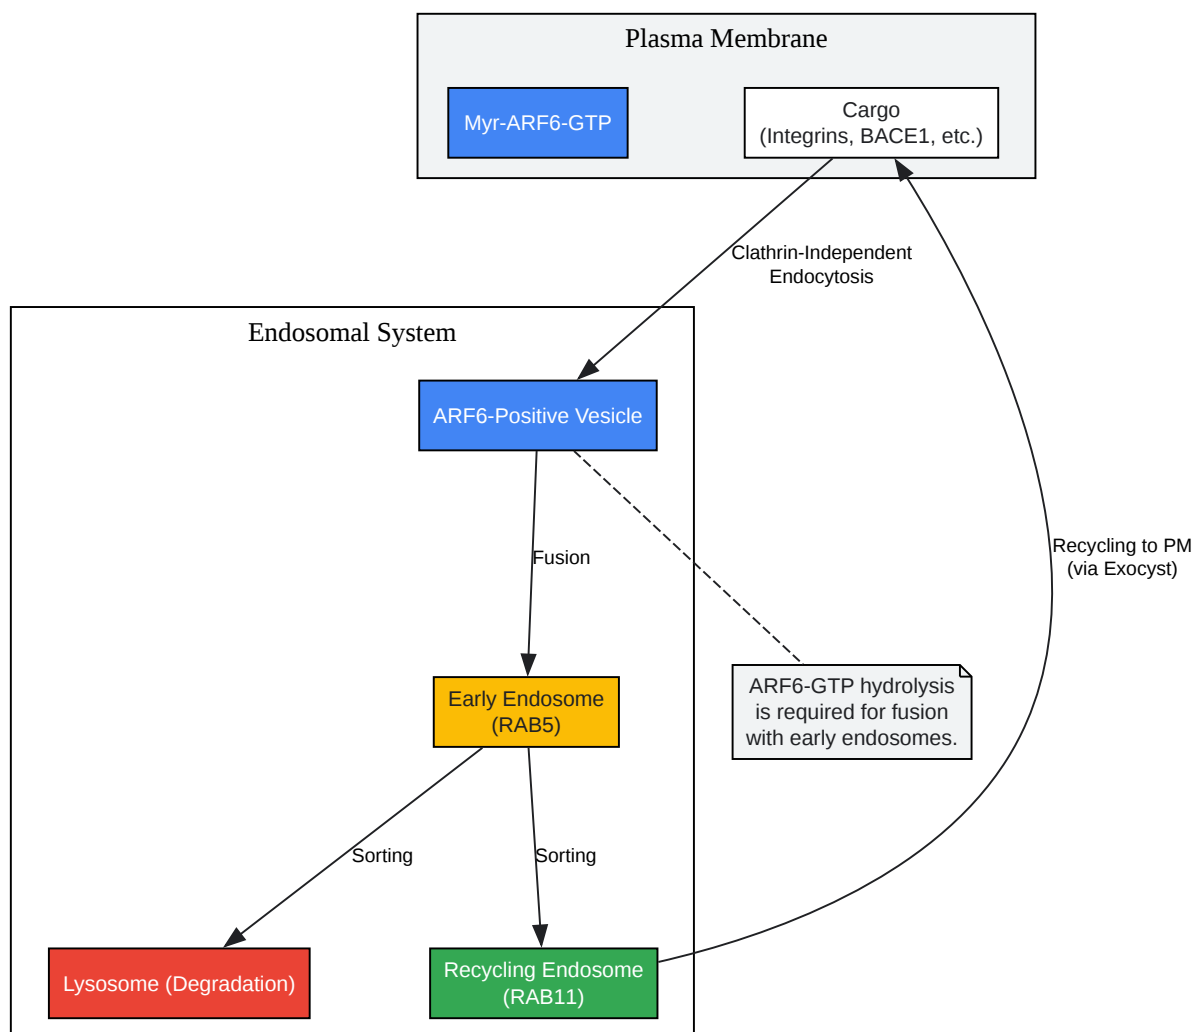 Plasma Membrane
Myr-ARF6-GTP
Cargo
(Integrins, BACE1, etc.)
Clathrin-Independent
Endocytosis
Endosomal System
ARF6-Positive Vesicle
Fusion
Recycling to PM
(via Exocyst)
ARF6-GTP hydrolysis
is required for fusion
with early endosomes.
Early Endosome
(RAB5)
Sorting
Sorting
Lysosome (Degradation)
Recycling Endosome
(RAB11)